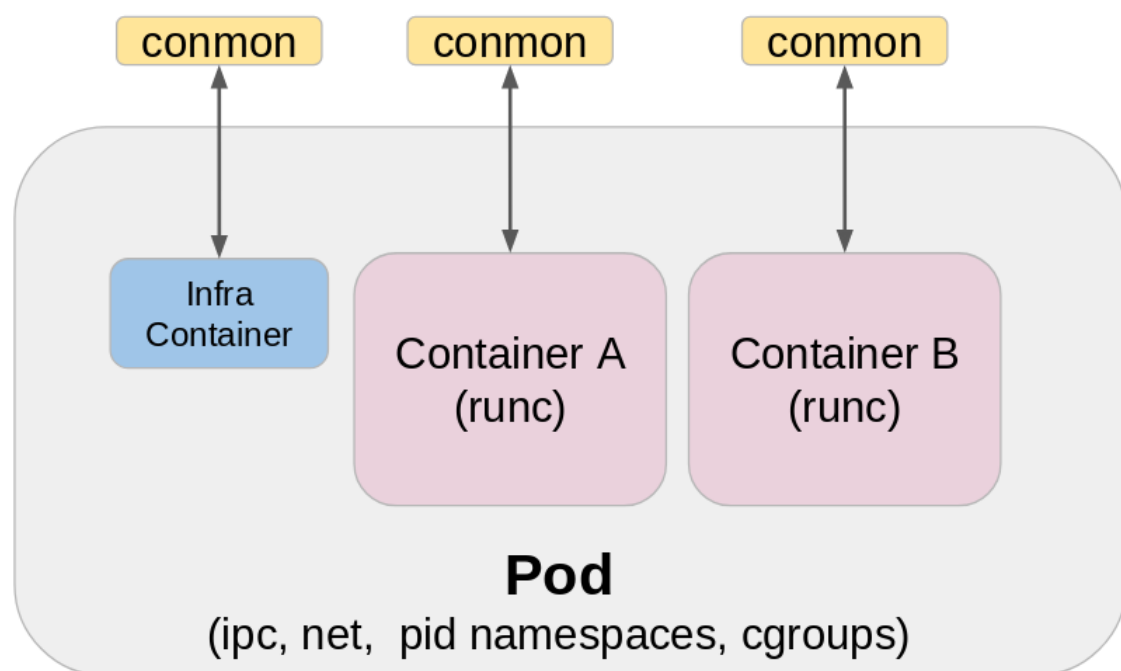 conmon
conmon
conmon
Infra
Container
Container A
(runc)
Container B
(runc)
Pod
(ipc, net,  pid namespaces, cgroups)